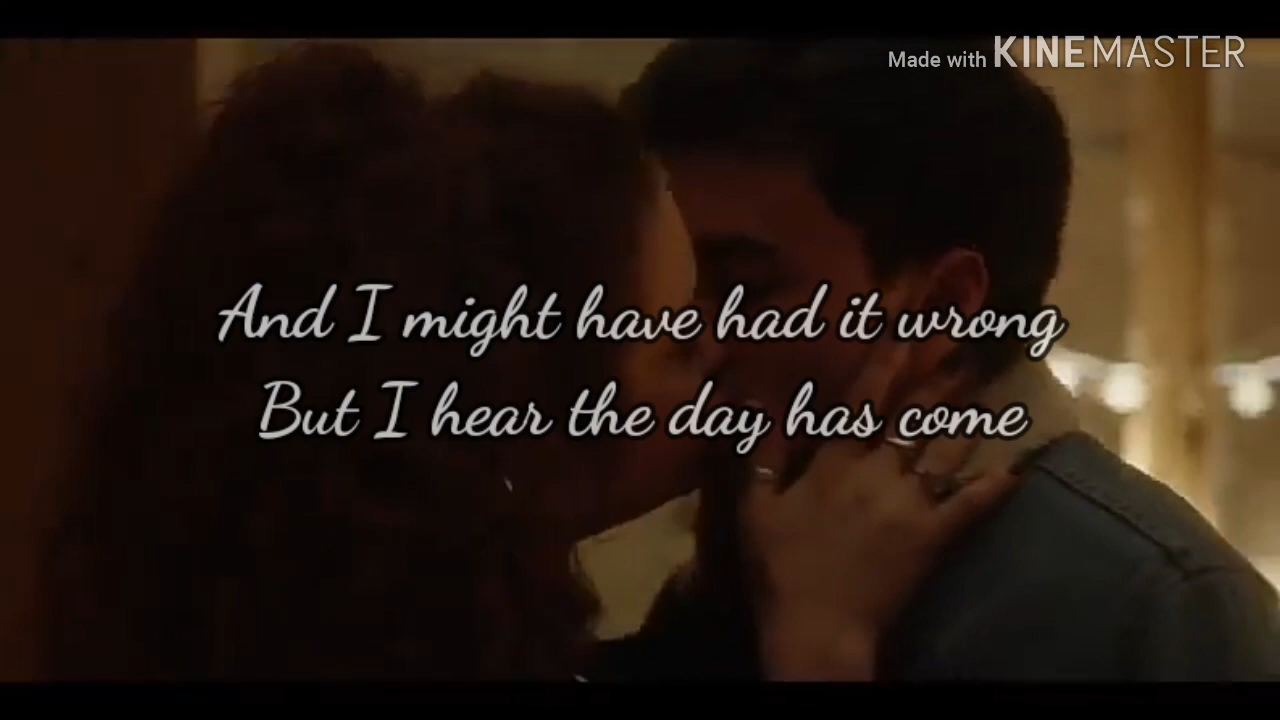 Made with KINEMASTER
And I might have had it wrong
But I hear the day has come